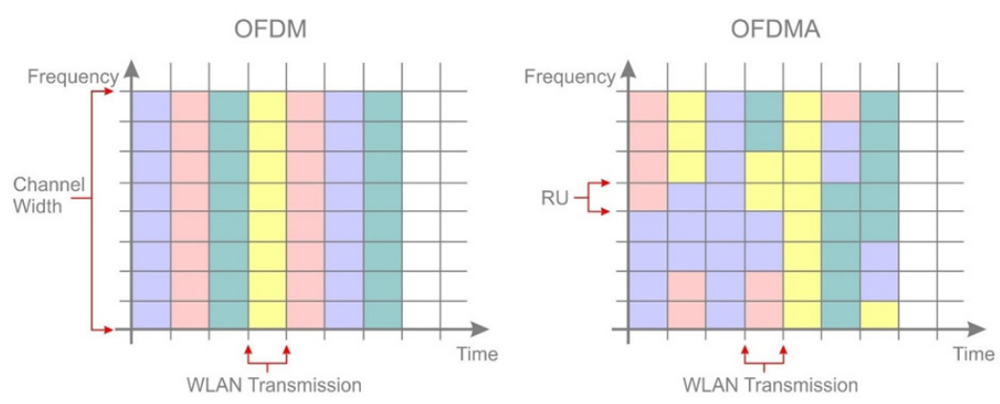 OFDM
Frequency
Channel
Width
Time
WLAN Transmission
OFDMA
Frequency
RU
Time
WLAN Transmission